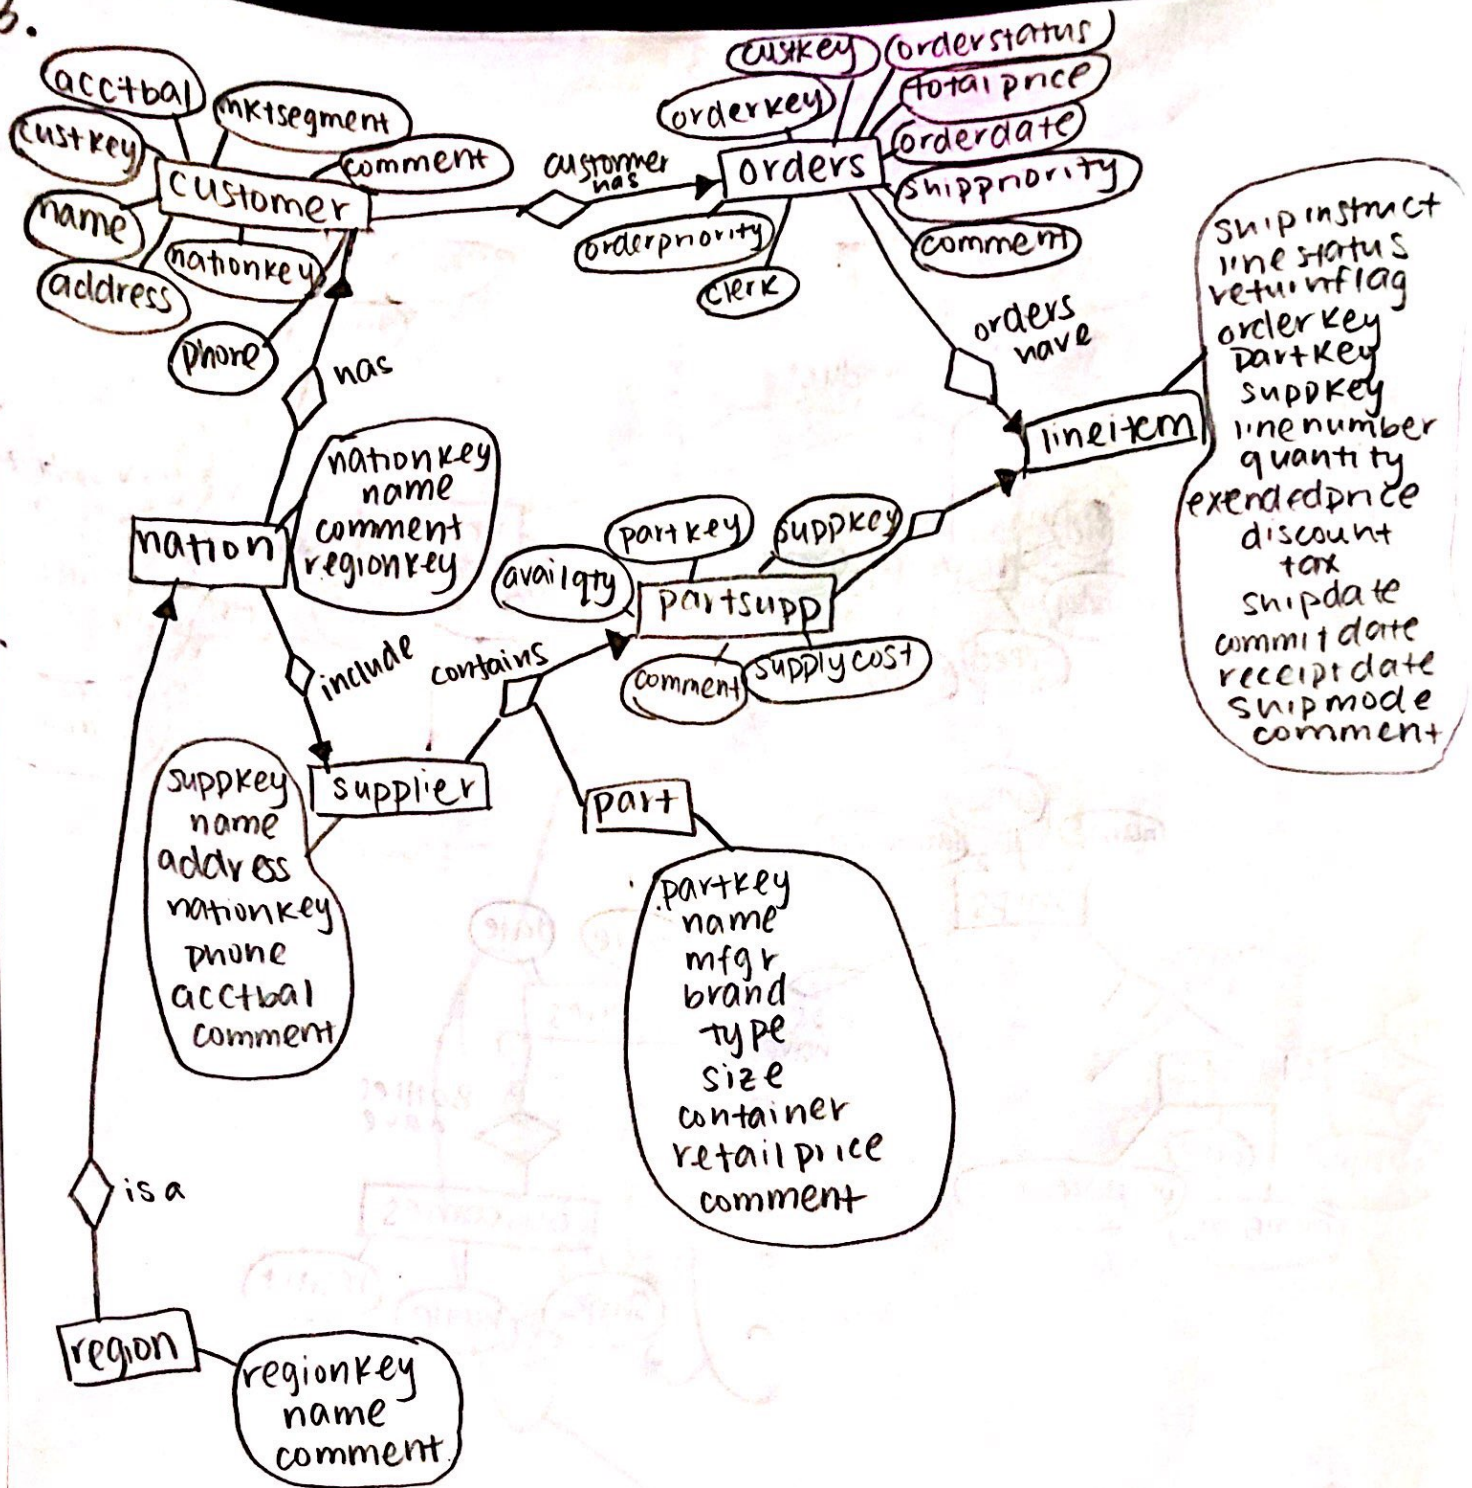 3.
acctbal
mktsegment
custkey
comment
customer
name
nationkey
address
phone
has
customer
has
custkey
orderstatus
orderkey
totalprice
orderdate
orders
shippriority
orderpriority
comment
clerk
orders
have
lineitem
shipinstruct
linestatus
returnflag
orderkey
partkey
suppkey
linenumber
quantity
exendedprice
discount
tax
shipdate
commitdate
receiptdate
shipmode
comment
nation
nationkey
name
comment
regionkey
include
contains
availqty
partkey
suppkey
partsupp
comment
supplycost
supplier
suppkey
name
address
nationkey
phone
acctbal
comment
part
partkey
name
mfgr
brand
type
size
container
retailprice
comment
is a
region
regionkey
name
comment